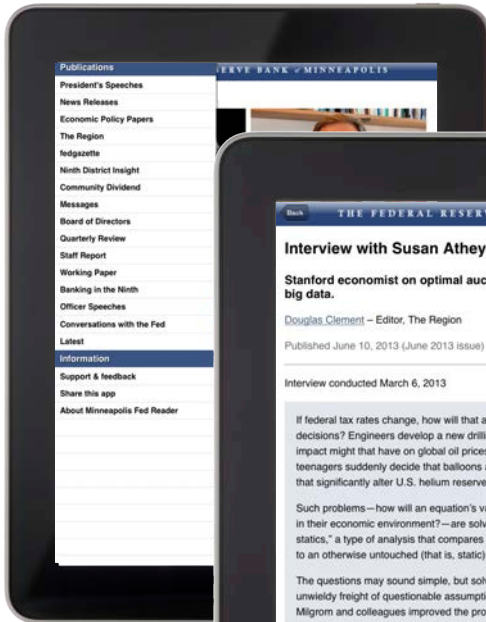 Publications
SERVE BANK of MINNEAPOLIS
President's Speeches
News Releases
Economic Policy Papers
The Region
fedgazette
Ninth District Insight
Community Dividend
Messages
Board of Directors
Quarterly Review
Staff Report
Working Paper
Banking in the Ninth
Officer Speeches
Conversations with the Fed
Latest
Information
Support & feedback
Share this app
About Minneapolis Fed Reader
Back
THE FEDERAL RESERV
Interview with Susan Athey
Stanford economist on optimal auc
big data.
Douglas Clement – Editor, The Region
Published June 10, 2013 (June 2013 issue)
Interview conducted March 6, 2013
If federal tax rates change, how will that a
decisions? Engineers develop a new drilli
impact might that have on global oil prices
teenagers suddenly decide that balloons a
that significantly alter U.S. helium reserve
Such problems—how will an equation's va
in their economic environment?—are solv
statics," a type of analysis that compares
to an otherwise untouched (that is, static)
The questions may sound simple, but solv
unwieldy freight of questionable assumpti
Milgrom and colleagues improved the pro